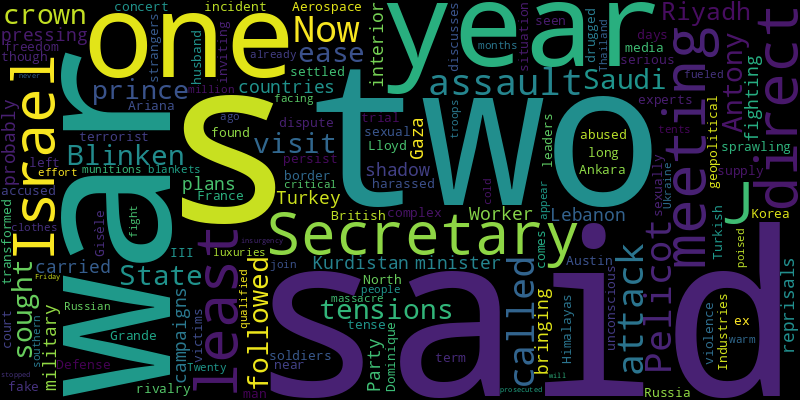 crown
one
concert
incident
Aerospace
year
Riyadh
direct
pressing
freedom
though
strangers
husband
inviting
Now
ease
interior
discusses
situation
seen
drugged
Thailand
days
media
serious
months
already
million
settled
countries
facing
prince
Ariana
ago
terrorist
probably
Israel
war
s
two
assault
Saudi
meeting
Antony
fighting
fueled
never
experts
tents
sprawling
geopolitical
supply
Blinken
left
effort
munitions
blankets
accused
clothes
found
visit
dispute
trial
sexual
Lloyd
Gaza
persist
shadow
harassed
troops
leaders
abused
long
Ankara
sexually
Ukraine
border
critical
plans
France
Turkey
British
complex
Worker
cold
appear
Lebanon
J
Korea
Turkish
poised
transformed
fight
Gisèle
carried
III
State
least
luxuries
insurgency
Secretary
said
Kurdistan
minister
comes
Austin
join
North
people
massacre
called
attack
Pelicot
reprisals
sought
Friday
military
Russian
campaigns
followed
qualified
tensions
tense
Party
Dominique
bringing
Himalayas
unconscious
violence
Industries
ex
warm
court
southern
Grande
victims
Twenty
soldiers
near
term
Defense
stopped
fake
rivalry
man
prosecuted
will
Russia